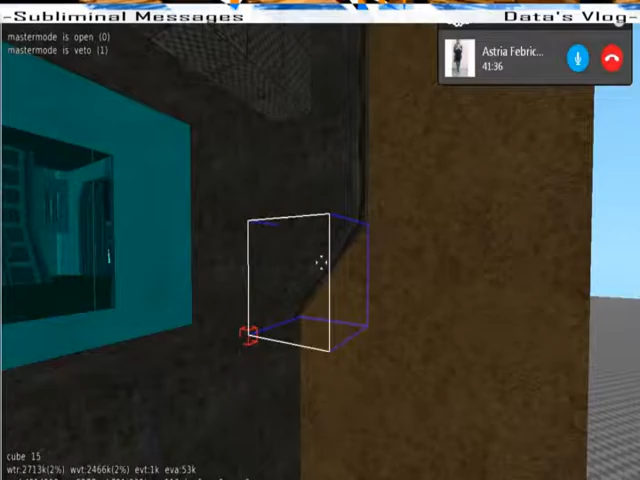 -Subliminal Messages
Data's Vlog-
mastermode is open (0)
mastermode is veto (1)
Astria Febric...
41:36
cube 15
wtr:2713k(2%) wvt:2466k(2%) evt:1k eva:53k